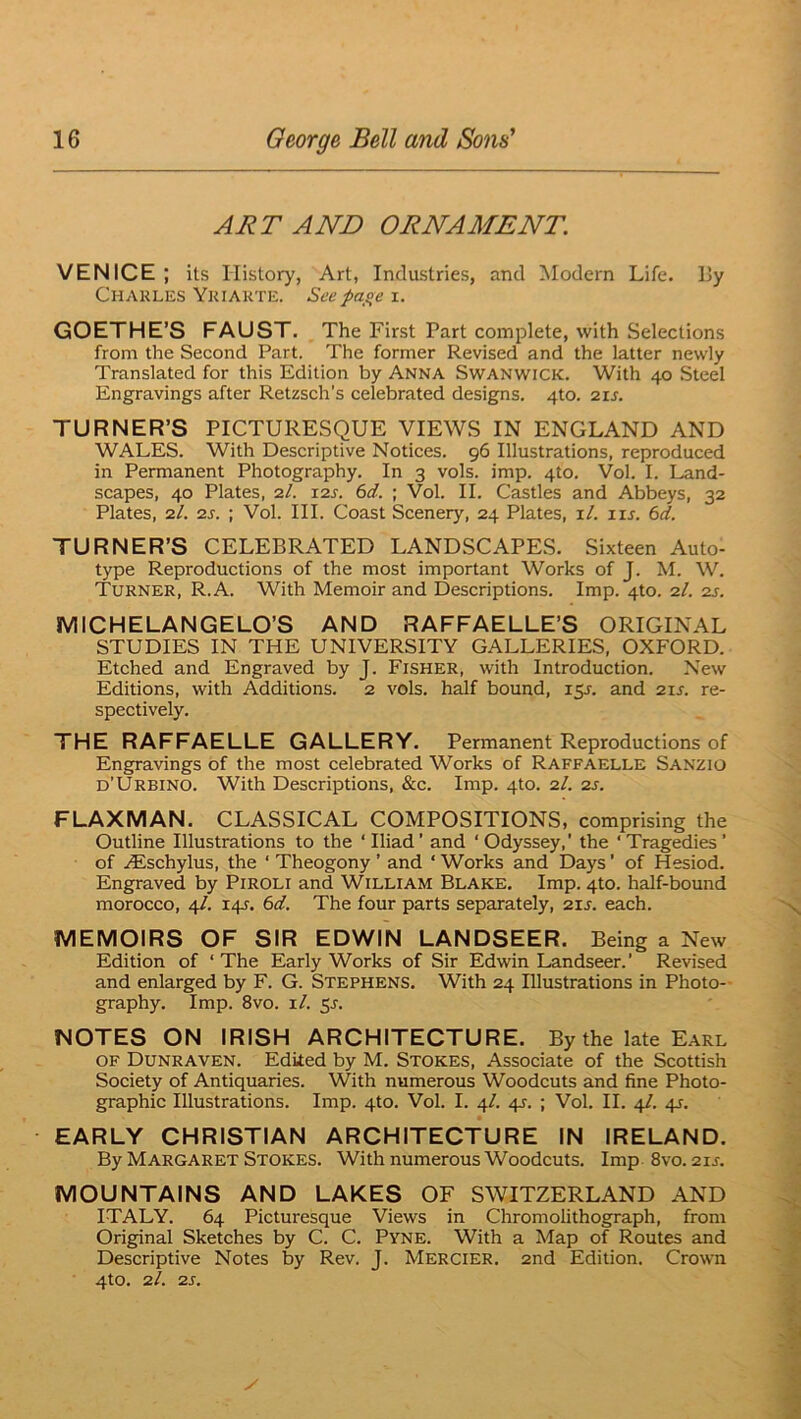 16 George Bell and Sons'
ART AND ORNAMENT.
VENICE ; its History, Art, Industries, and Modern Life. By
CHARLES YRIARTE. See page 1.
GOETHE'S FAUST. The First Part complete, with Selections
from the Second Part. The former Revised and the latter newly
Translated for this Edition by ANNA SWANWICK. With 40 Steel
Engravings after Retzsch's celebrated designs. 4to. 21s.
TURNER'S PICTURESQUE VIEWS IN ENGLAND AND
WALES. With Descriptive Notices. 96 Illustrations, reproduced
in Permanent Photography. In 3 vols. imp. 4to. Vol. I. Land-
scapes, 40 Plates, 2l. 12s. 6d. ; Vol. II. Castles and Abbeys, 32
Plates, 2l. 2s. ; Vol. III. Coast Scenery, 24 Plates, 1l. 11s. 6d.
TURNER'S CELEBRATED LANDSCAPES. Sixteen Auto-
type Reproductions of the most important Works of J. M. W.
TURNER, R.A. With Memoir and Descriptions. Imp. 4to. 2l. 2s.
MICHELANGELO'S AND RAFFAELLE'S ORIGINAL
STUDIES IN THE UNIVERSITY GALLERIES, OXFORD.
Etched and Engraved by J. FISHER, with Introduction. New
Editions, with Additions. 2 vols. half bound, 15s. and 21s. re-
spectively.
THE RAFFAELLE GALLERY. Permanent Reproductions of
Engravings of the most celebrated Works of RAFFAELLE SANZIO
D'URBINO. With Descriptions, &c. Imp. 4to. 2l. 2s.
FLAXMAN. CLASSICAL COMPOSITIONS, comprising the
Outline Illustrations to the ' Iliad ' and ' Odyssey,' the ' Tragedies '
of Æschylus, the ' Theogony ' and ' Works and Days ' of Hesiod.
Engraved by PIROLI and WILLIAM BLAKE. Imp. 4to. half-bound
morocco, 4l. 14s. 6d. The four parts separately, 21s. each.
MEMOIRS OF SIR EDWIN LANDSEER. Being a New
Edition of ' The Early Works of Sir Edwin Landseer.' Revised
and enlarged by F. G. STEPHENS. With 24 Illustrations in Photo-
graphy. Imp. 8vo. 1l. 5s.
NOTES ON IRISH ARCHITECTURE. By the late EARL
OF DUNRAVEN. Edited by M. STOKES, Associate of the Scottish
Society of Antiquaries. With numerous Woodcuts and fine Photo-
graphic Illustrations. Imp. 4to. Vol. I. 4l. 4s. ; Vol. II. 4l. 4s.
EARLY CHRISTIAN ARCHITECTURE IN IRELAND.
By MARGARET STOKES. With numerous Woodcuts. Imp 8vo. 21s.
MOUNTAINS AND LAKES OF SWITZERLAND AND
ITALY. 64 Picturesque Views in Chromolithograph, from
Original Sketches by C. C. PYNE. With a Map of Routes and
Descriptive Notes by Rev. J. MERCIER. 2nd Edition. Crown
4to. 2l. 2s.